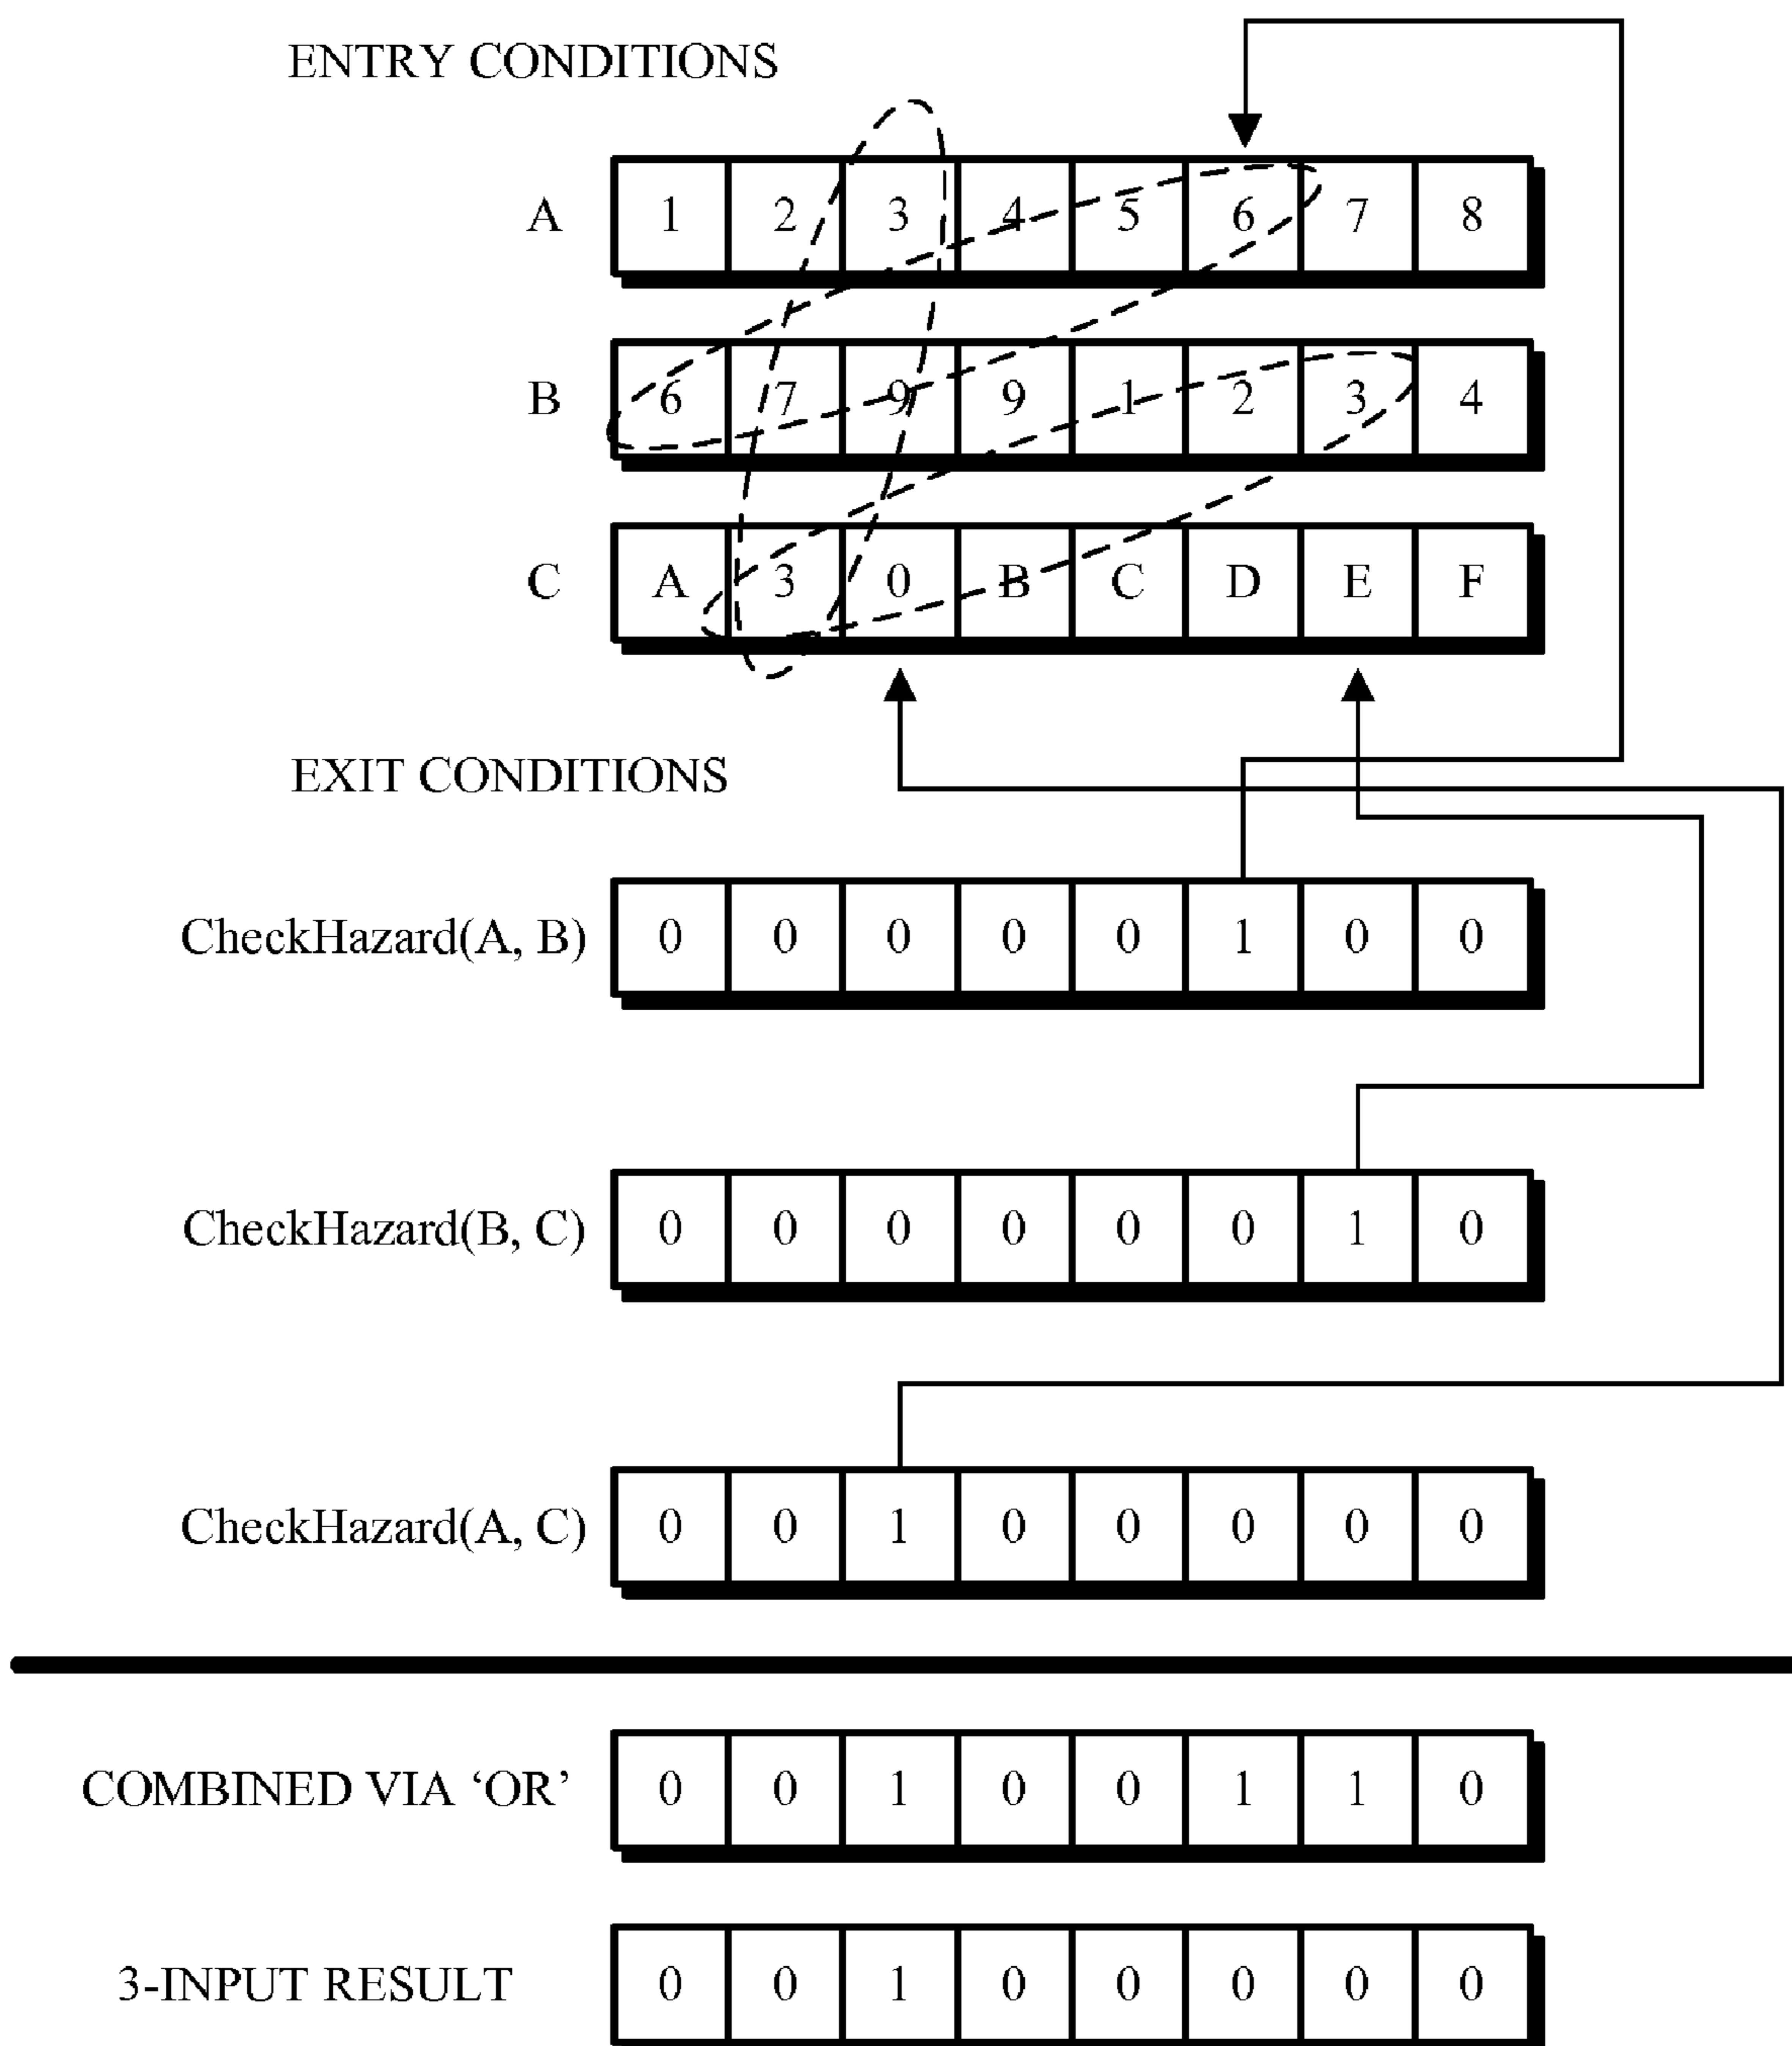 ENTRY CONDITIONS
A 1 2 3 4 5 6 7 8
B 6 7 9 9 1 2 3 4
C A 3 0 B C D E F
EXIT CONDITIONS
CheckHazard(A, B) 0 0 0 0 0 1 0 0
CheckHazard(B, C) 0 0 0 0 0 0 1 0
CheckHazard(A, C) 0 0 1 0 0 0 0 0
COMBINED VIA ‘OR’ 0 0 1 0 0 1 1 0
3-INPUT RESULT 0 0 1 0 0 0 0 0